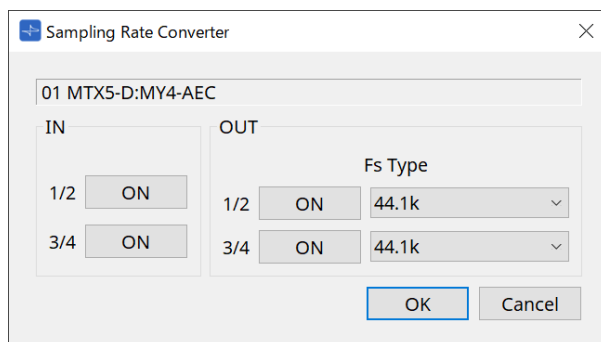 Sampling Rate Converter
01 MTX5-D:MY4-AEC
IN
1/2 ON
3/4 ON
OUT
Fs Type
1/2 ON 44.1k
3/4 ON 44.1k
OK Cancel